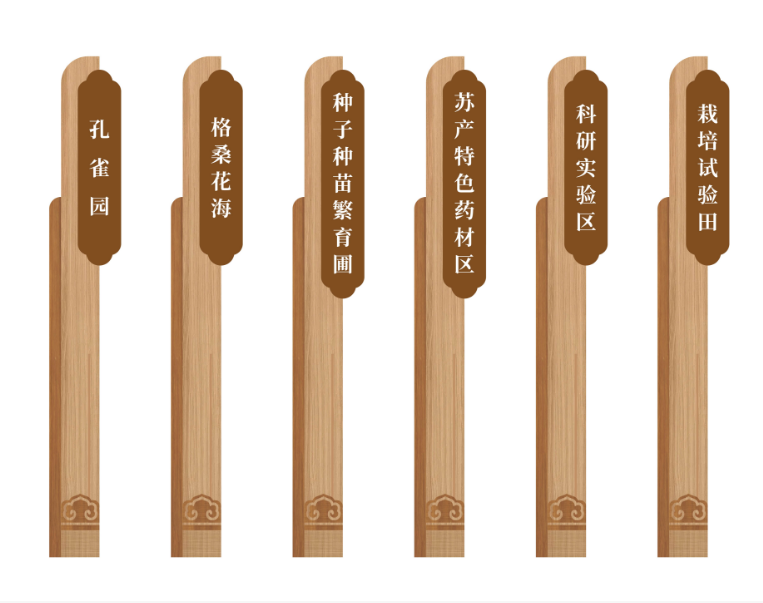 孔雀园
格桑花海
种子种苗繁育圃
苏产特色药材区
科研实验区
栽培试验田